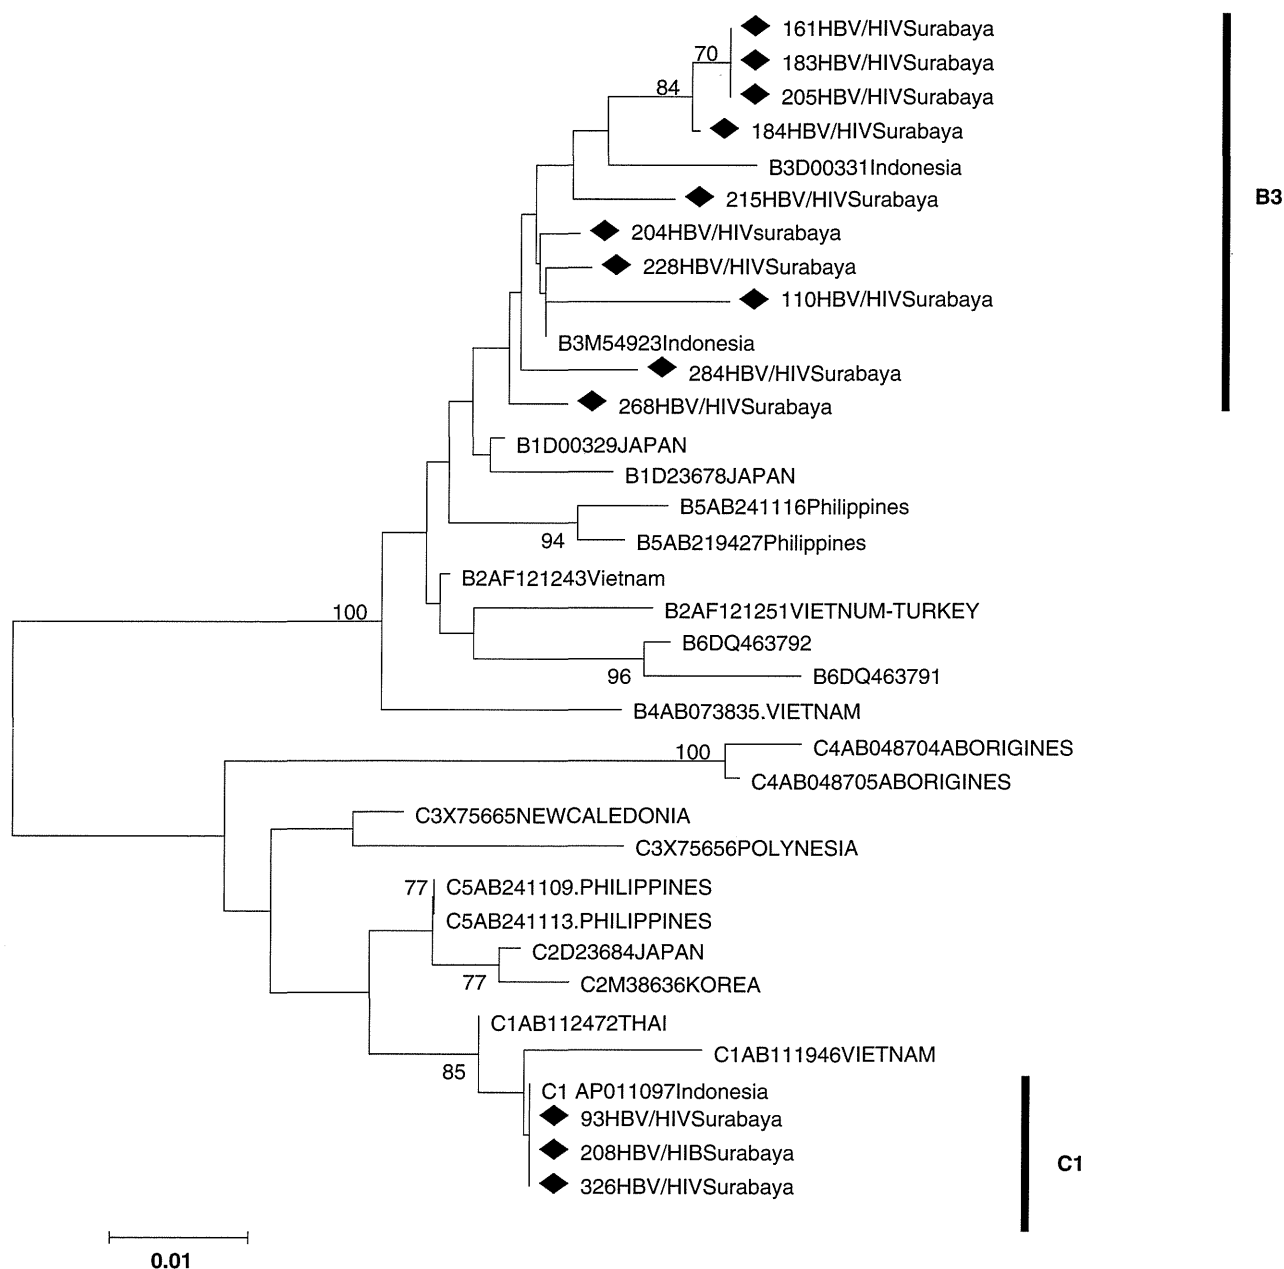 161HBV/HIVSurabaya
70
183HBV/HIVSurabaya
84
205HBV/HIVSurabaya
184HBV/HIVSurabaya
B3D00331Indonesia
215HBV/HIVSurabaya
B3
204HBV/HIVsurabaya
228HBV/HIVSurabaya
110HBV/HIVSurabaya
B3M54923Indonesia
284HBV/HIVSurabaya
268HBV/HIVSurabaya
B1D00329JAPAN
B1D23678JAPAN
B5AB241116Philippines
94
B5AB219427Philippines
B2AF121243Vietnam
100
B2AF121251VIETNUM-TURKEY
B6DQ463792
96
B6DQ463791
B4AB073835.VIETNAM
100
C4AB048704ABORIGINES
C4AB048705ABORIGINES
C3X75665NEWCALEDONIA
C3X75656POLYNESIA
77
C5AB241109.PHILIPPINES
C5AB241113.PHILIPPINES
C2D23684JAPAN
77
C2M38636KOREA
C1AB112472THAI
C1AB111946VIETNAM
85
C1 AP011097Indonesia
93HBV/HIVSurabaya
208HBV/HIBSurabaya
C1
326HBV/HIVSurabaya
0.01